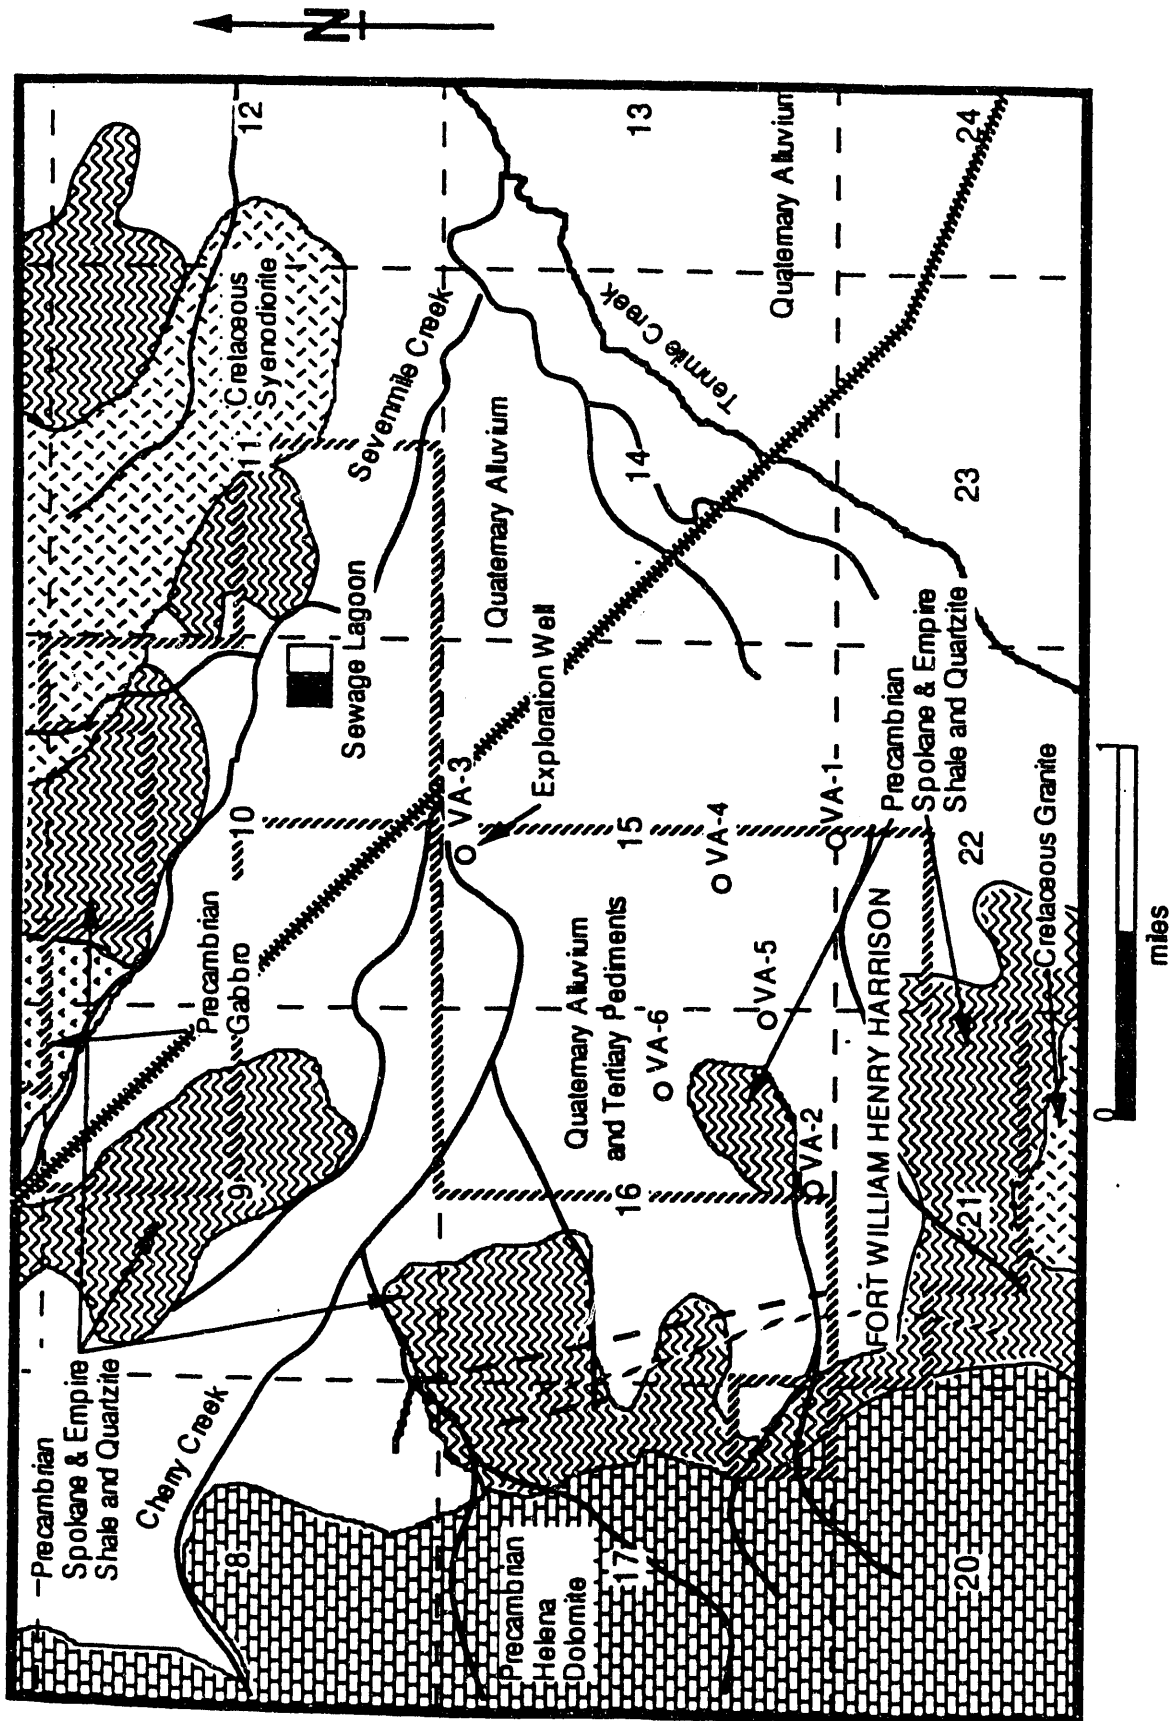 N
12
13
24
Cretaceous
Syenodiorite
Quaternary Alluvium
11
Sevenmile Creek
Tenmile Creek
Quaternary Alluvium
14
23
Sewage Lagoon
Exploration Well
10
VA-3
15
VA-4
VA-1
22
Precambrian
Spokane & Empire
Shale and Quartzite
Precambrian
Gabbro
Quaternary Alluvium
and Tertiary Pediments
VA-5
VA-6
VA-2
FORT WILLIAM HENRY HARRISON
Cretaceous Granite
9
16
21
Precambrian
Spokane & Empire
Shale and Quartzite
Cherry Creek
8
17
20
Precambrian
Helena
Dolomite
0
1
miles